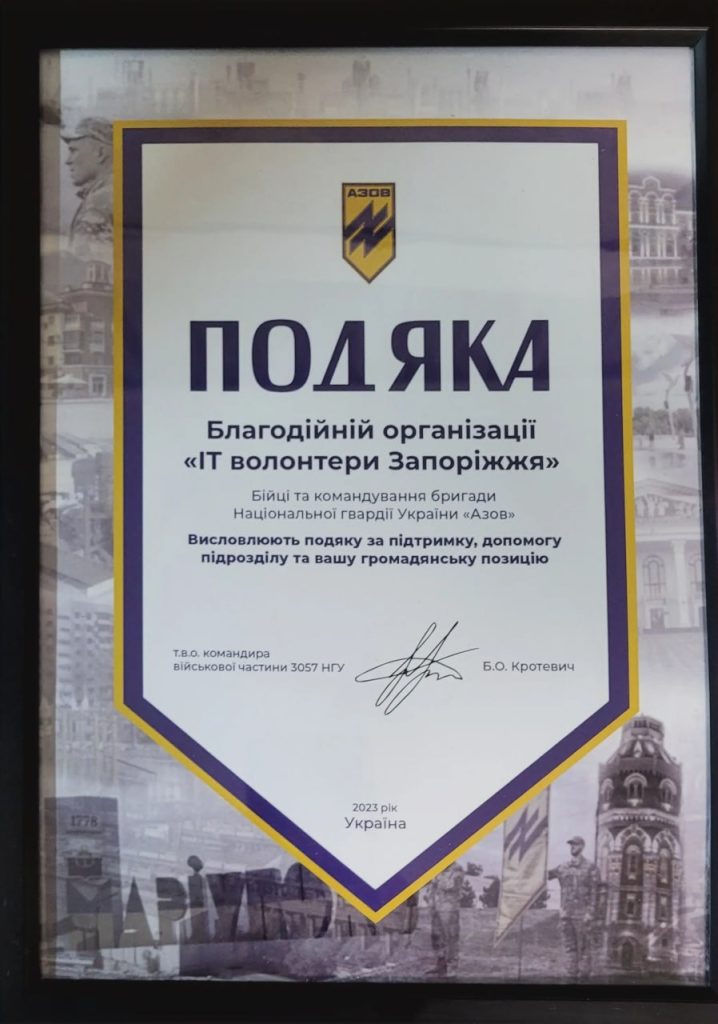 АЗОВ
ПОДЯКА
Благодійній організації
«ІТ волонтери Запоріжжя»
Бійці та командування бригади
Національної гвардії України «Азов»
Висловлюють подяку за підтримку, допомогу
підрозділу та вашу громадянську позицію
т.в.о. командира
військової частини 3057 НГУ
Б.О. Кротевич
2023 рік
Україна
1778